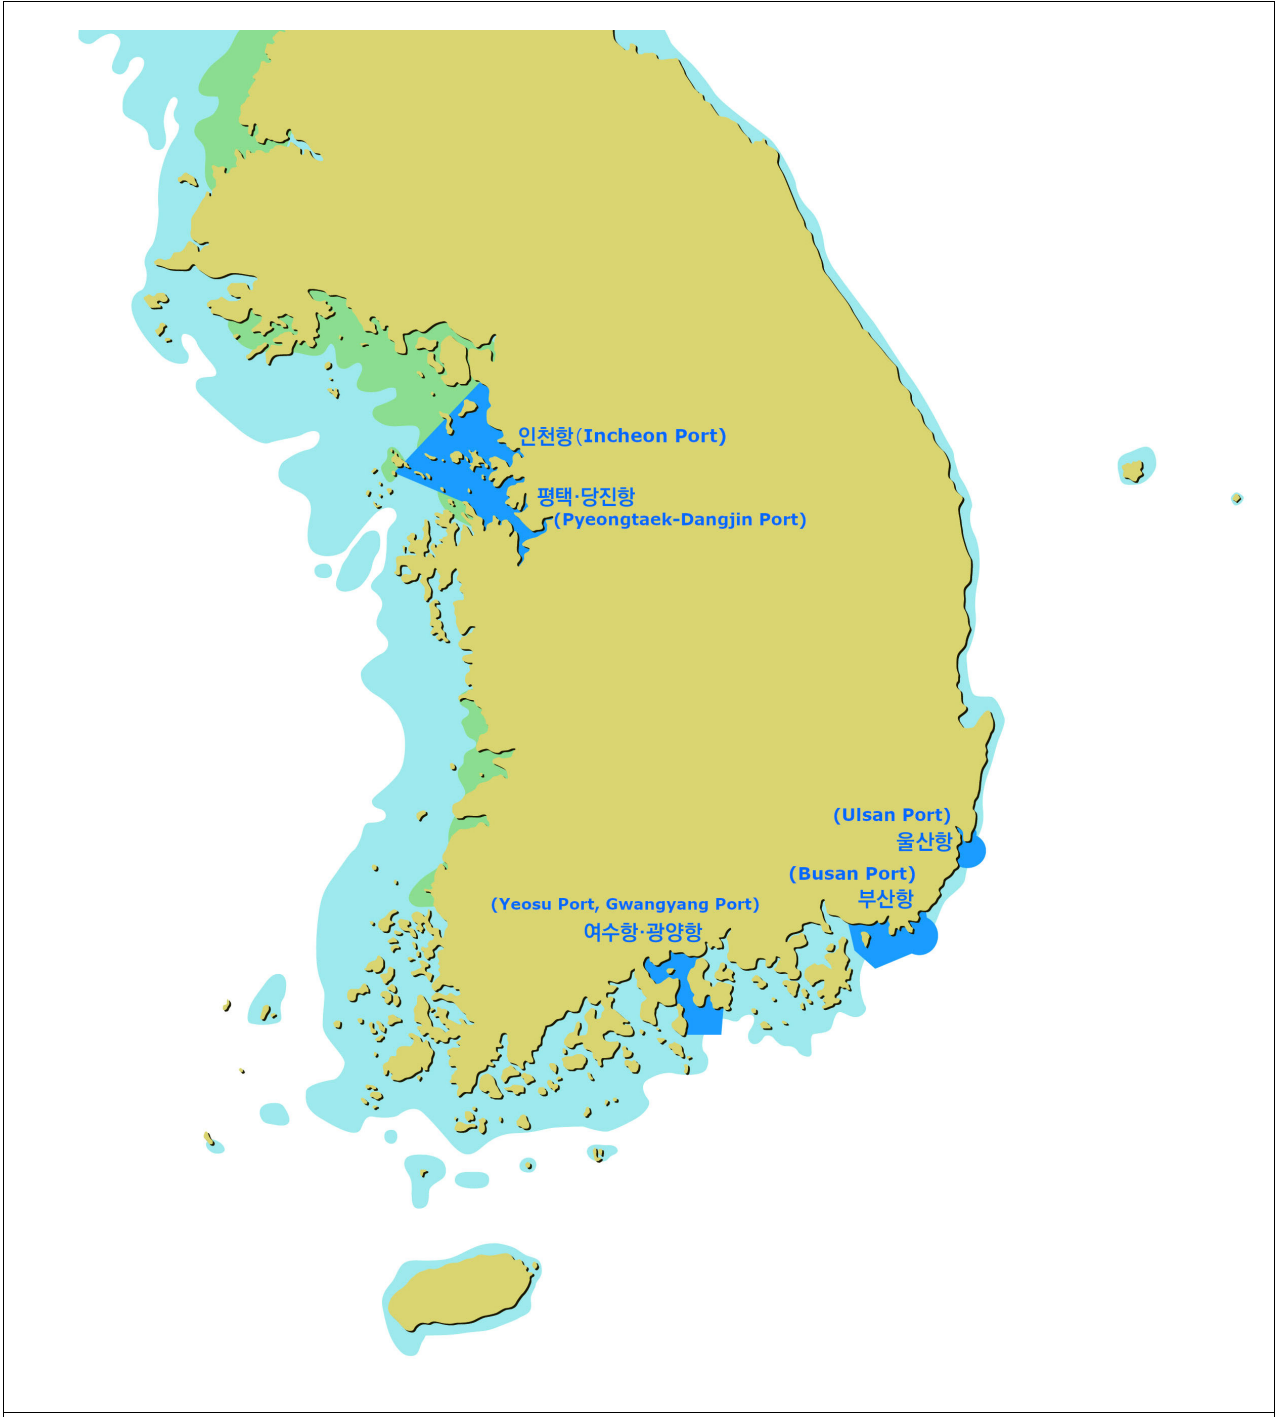 인천항(Incheon Port)
평택·당진항
(Pyeongtaek-Dangjin Port)
(Ulsan Port)
울산항
(Busan Port)
부산항
(Yeosu Port, Gwangyang Port)
여수항·광양항